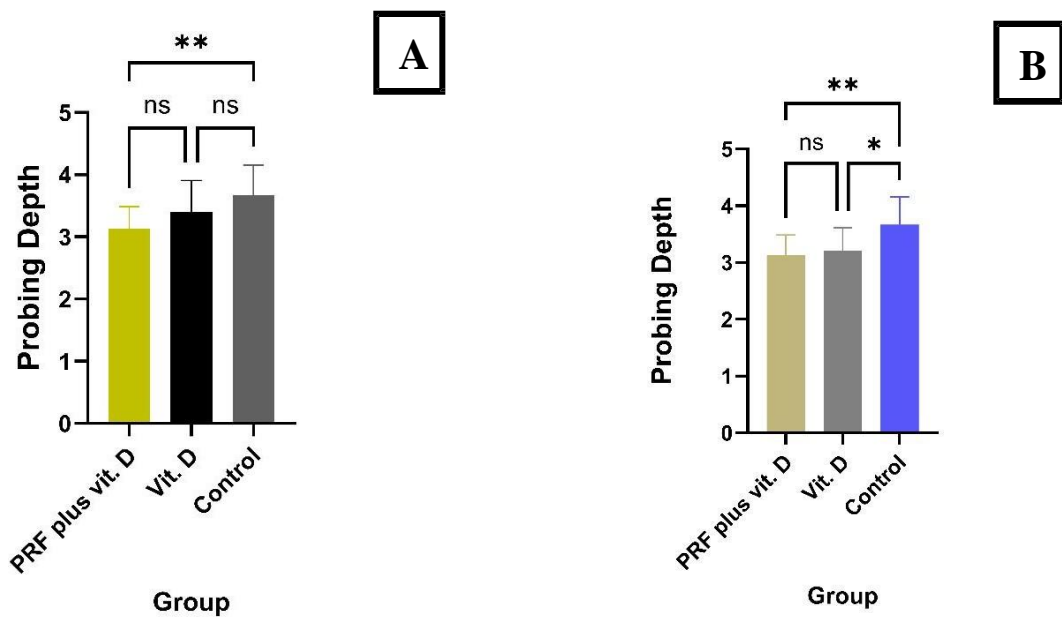 A
**
ns ns
5
4
3
2
1
0
Probing Depth
PRF plus vit. D
Vit. D
Control
Group
B
**
ns *
5
4
3
2
1
0
Probing Depth
PRF plus vit. D
Vit. D
Control
Group